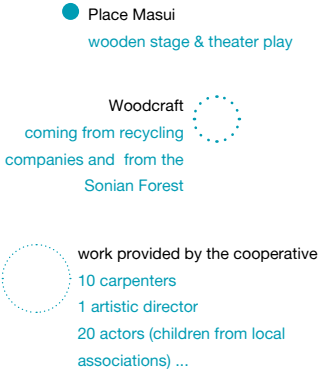 Place Masui
wooden stage & theater play
Woodcraft
coming from recycling
companies and from the
Sonian Forest
work provided by the cooperative
10 carpenters
1 artistic director
20 actors (children from local
associations) ...